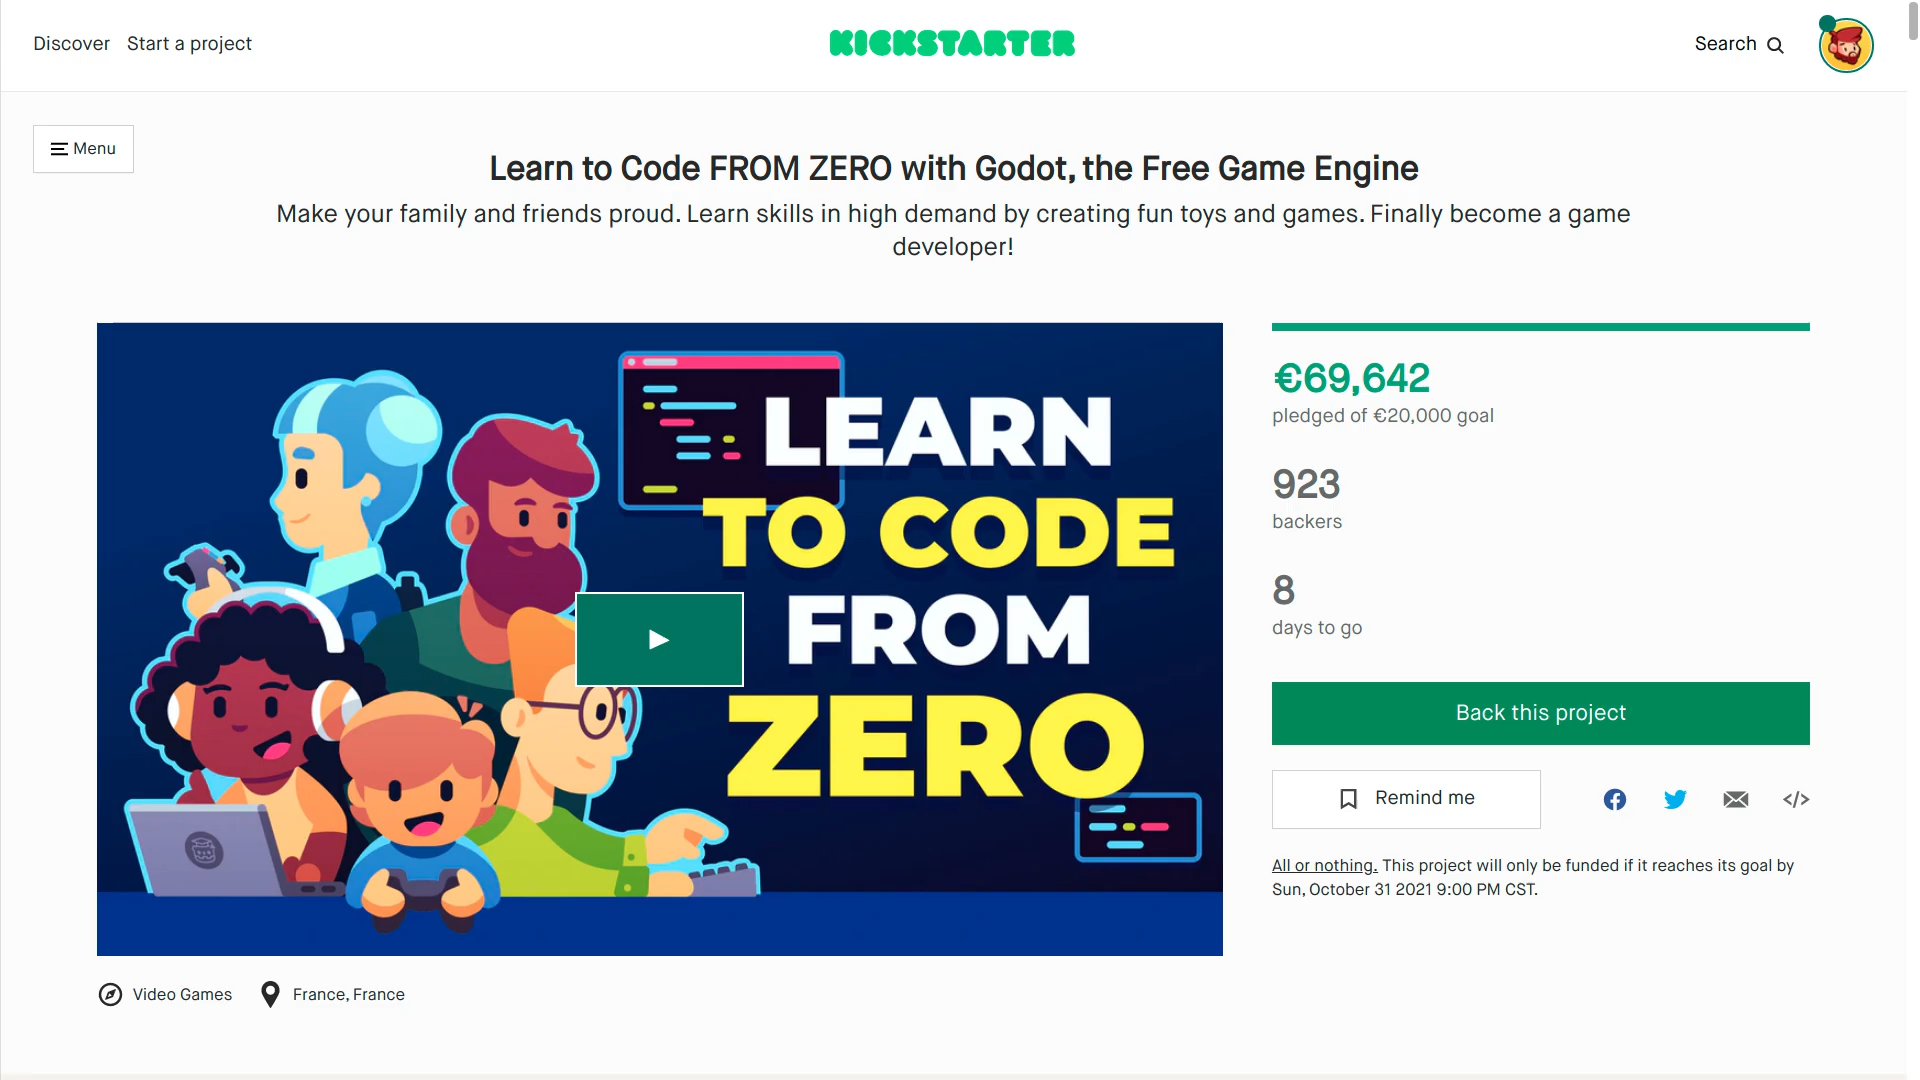 Discover Start a project
KICKSTARTER
Search
Menu
Learn to Code FROM ZERO with Godot, the Free Game Engine
Make your family and friends proud. Learn skills in high demand by creating fun toys and games. Finally become a game
developer!
LEARN
TO CODE
FROM
ZERO
€69,642
pledged of €20,000 goal
923
backers
8
days to go
Back this project
Remind me
All or nothing. This project will only be funded if it reaches its goal by
Sun, October 31 2021 9:00 PM CST.
Video Games France, France